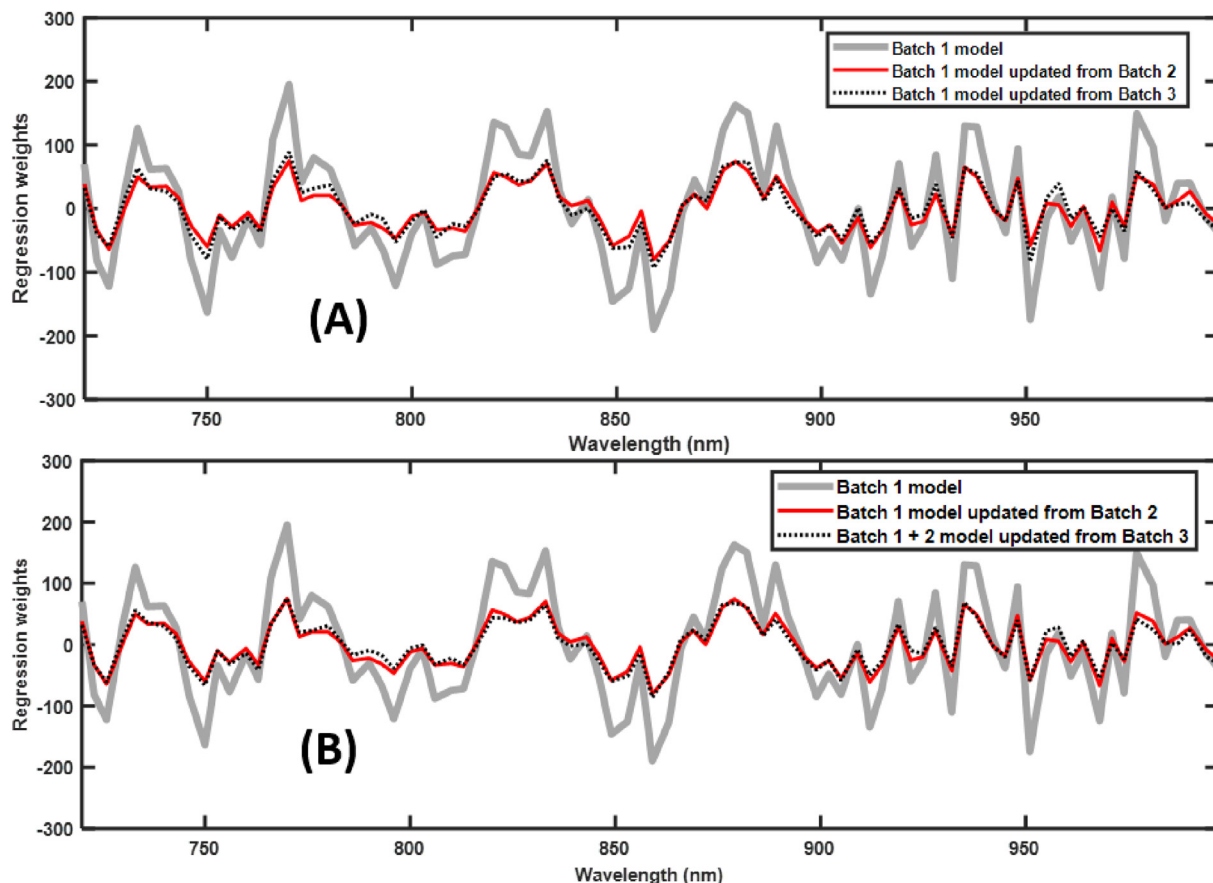 300
200
100
0
-100
-200
-300
Regression weights
Batch 1 model
Batch 1 model updated from Batch 2
Batch 1 model updated from Batch 3
(A)
750
800
850
900
950
Wavelength (nm)
300
200
100
0
-100
-200
-300
Regression weights
Batch 1 model
Batch 1 model updated from Batch 2
Batch 1 + 2 model updated from Batch 3
(B)
750
800
850
900
950
Wavelength (nm)